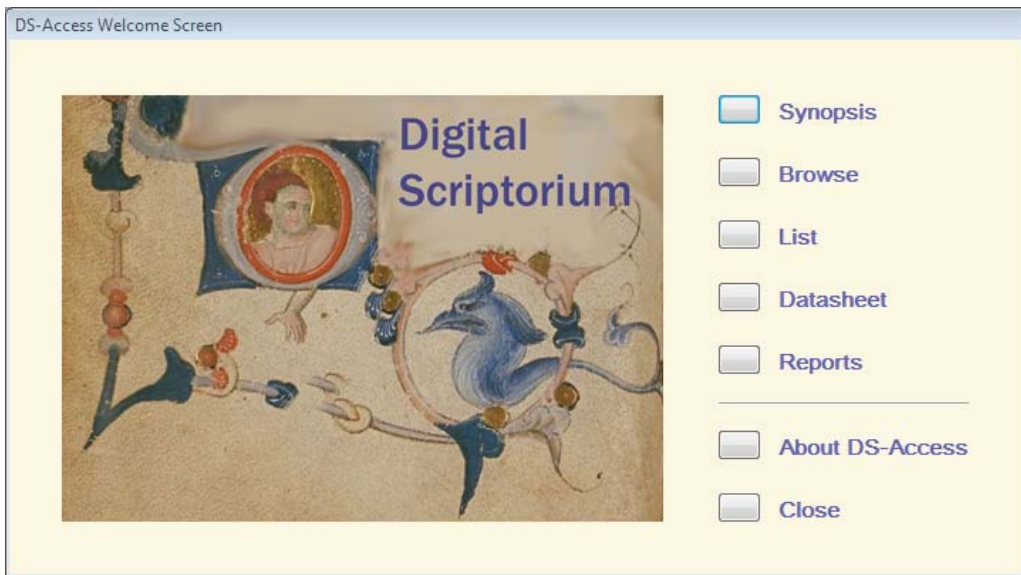 DS-Access Welcome Screen
Digital
Scriptorium
Synopsis
Browse
List
Datasheet
Reports
About DS-Access
Close